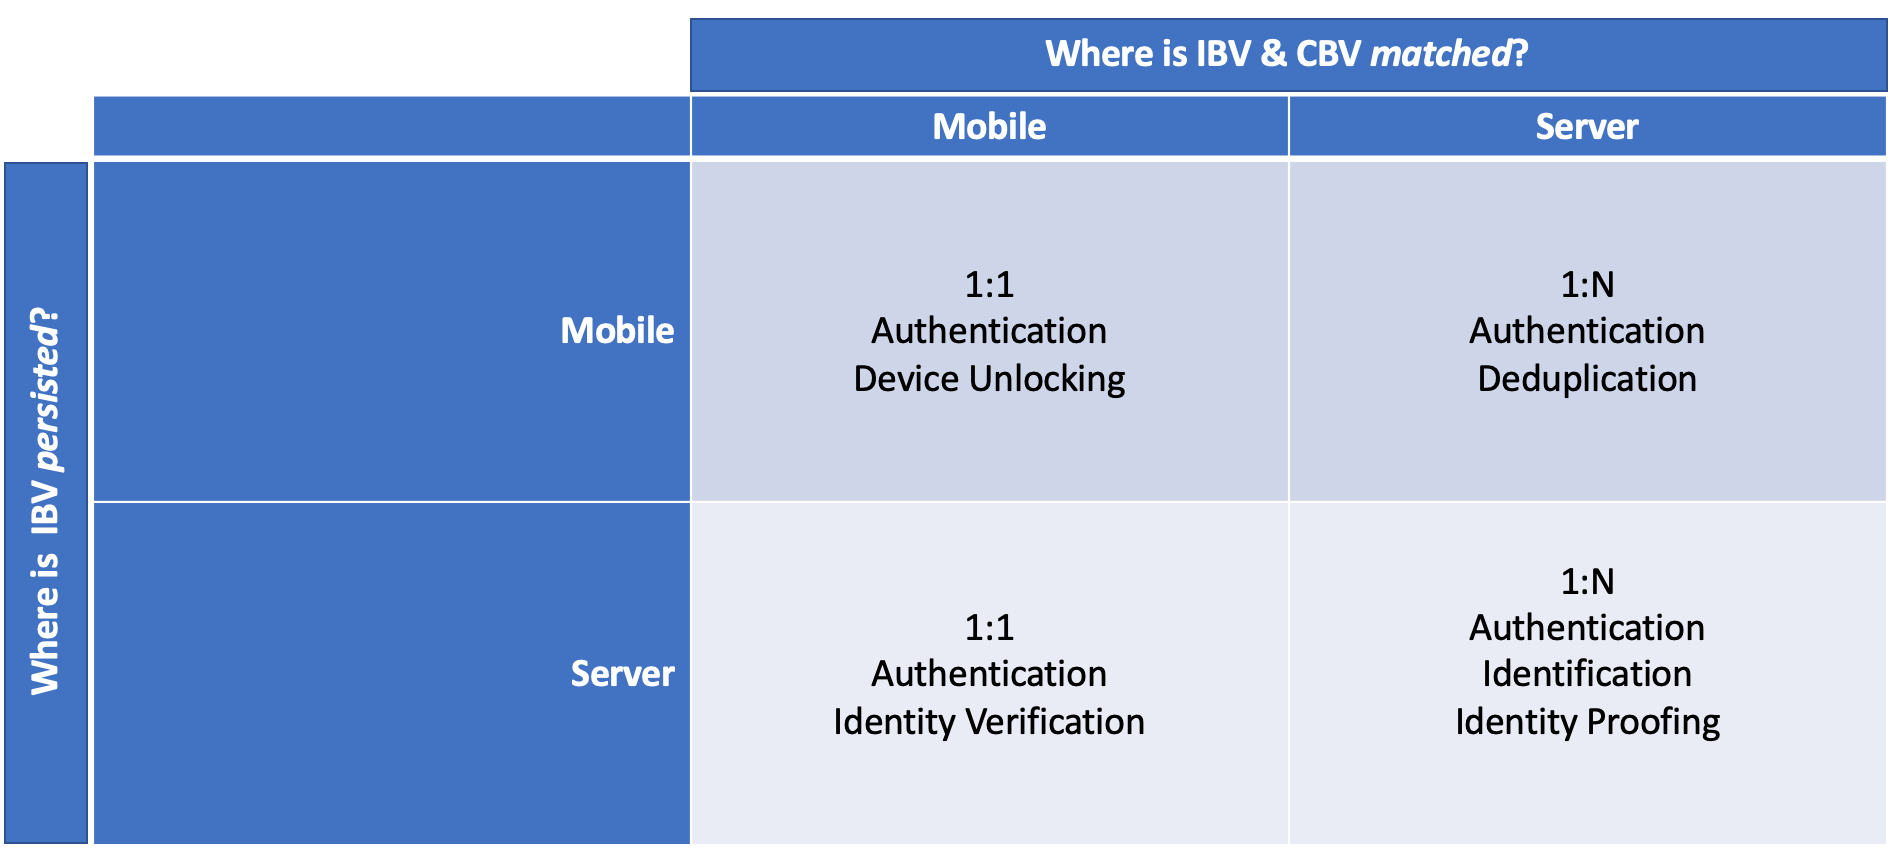 Where is IBV & CBV matched?
Mobile
Server
Where is IBV persisted?
Mobile
1:1
Authentication
Device Unlocking
1:N
Authentication
Deduplication
Server
1:1
Authentication
Identity Verification
1:N
Authentication
Identification
Identity Proofing